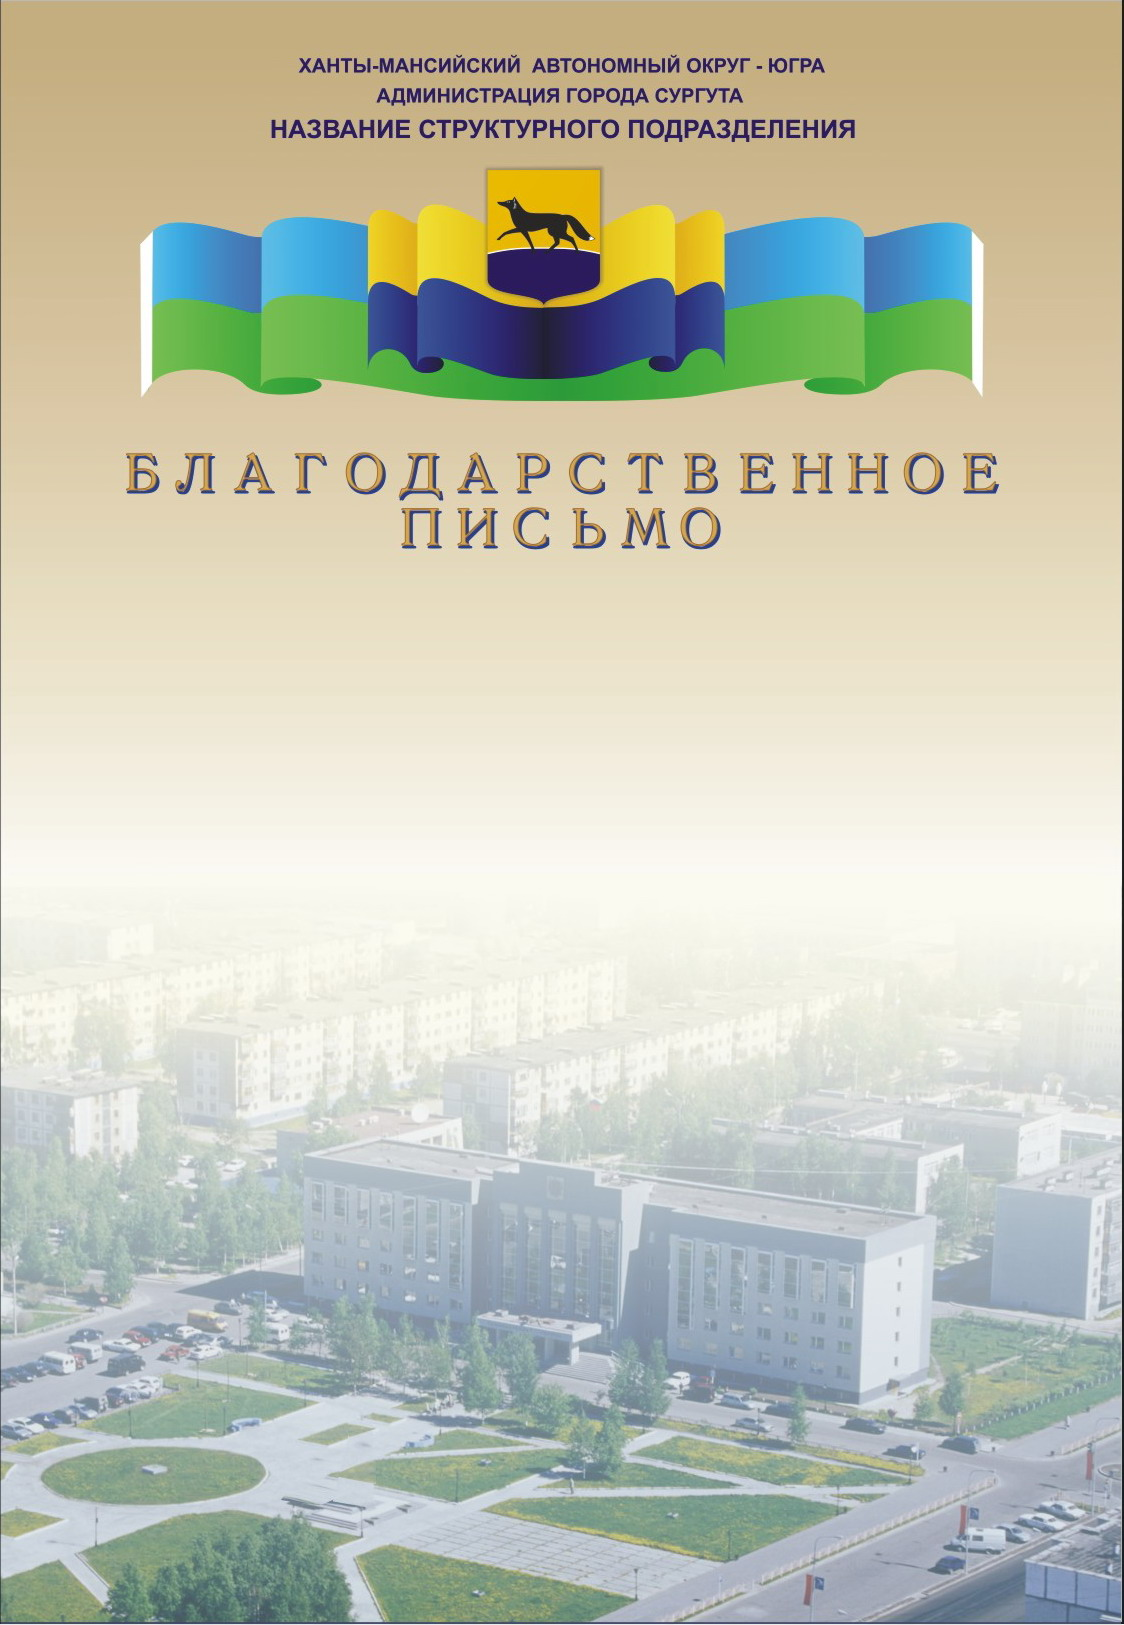 ХАНТЫ-МАНСИЙСКИЙ АВТОНОМНЫЙ ОКРУГ - ЮГРА
АДМИНИСТРАЦИЯ ГОРОДА СУРГУТА
НАЗВАНИЕ СТРУКТУРНОГО ПОДРАЗДЕЛЕНИЯ
БЛАГОДАРСТВЕННОЕ
ПИСЬМО